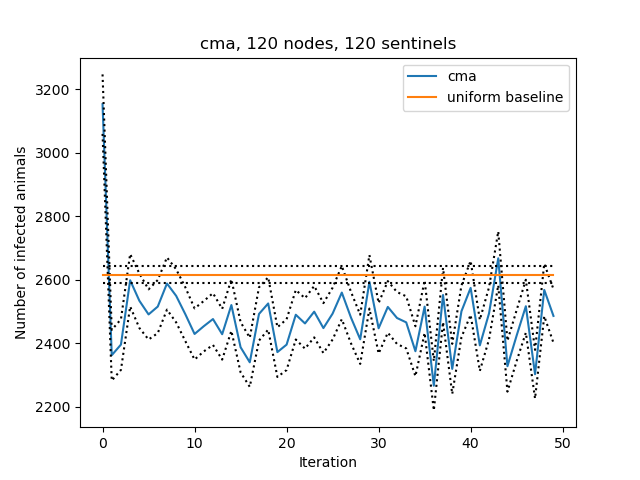 cma, 120 nodes, 120 sentinels
cma
uniform baseline
Number of infected animals
3200
3000
2800
2600
2400
2200
0
10
20
30
40
50
Iteration